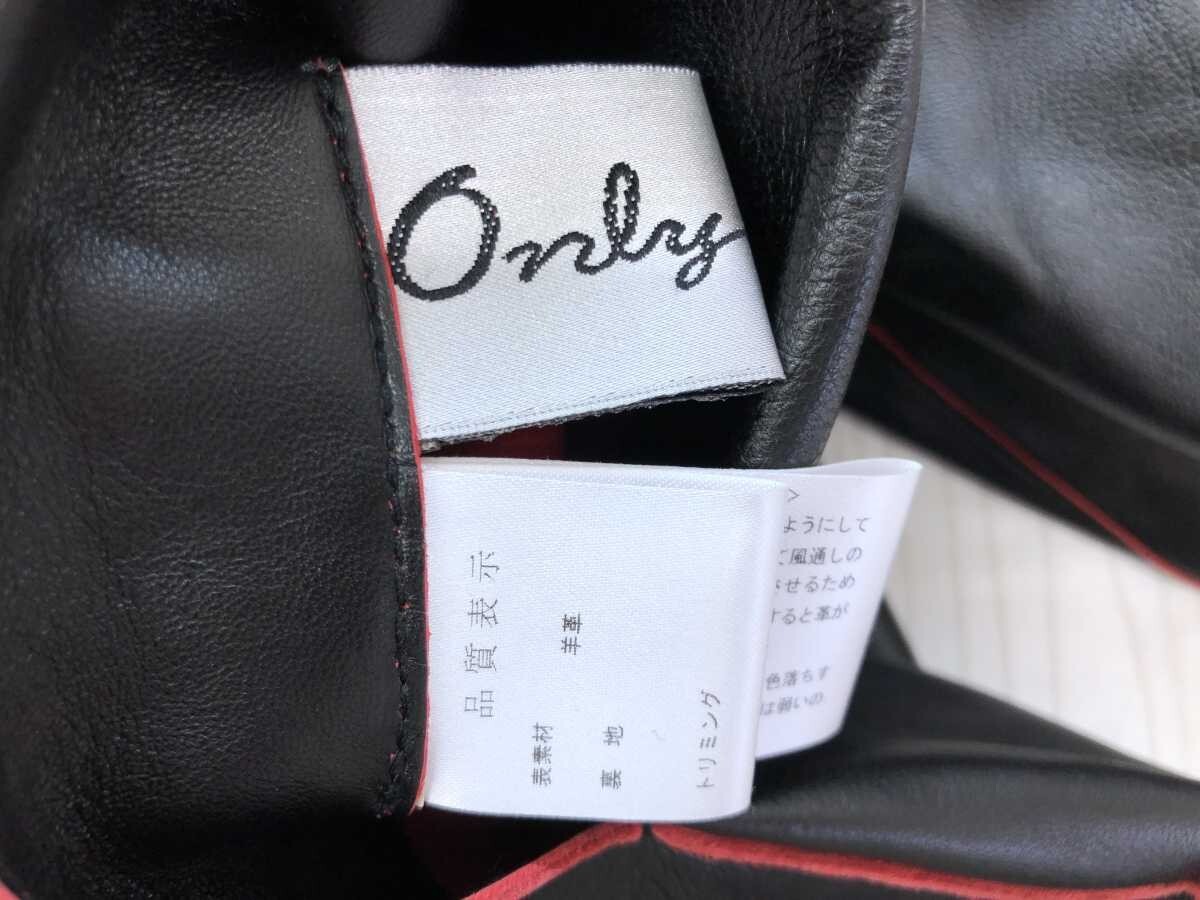 Only
品質表示
表素材 羊革
裏地
トリミング
ようにして
風通しの
させるため
すると革が
色落ちす
は弱いの